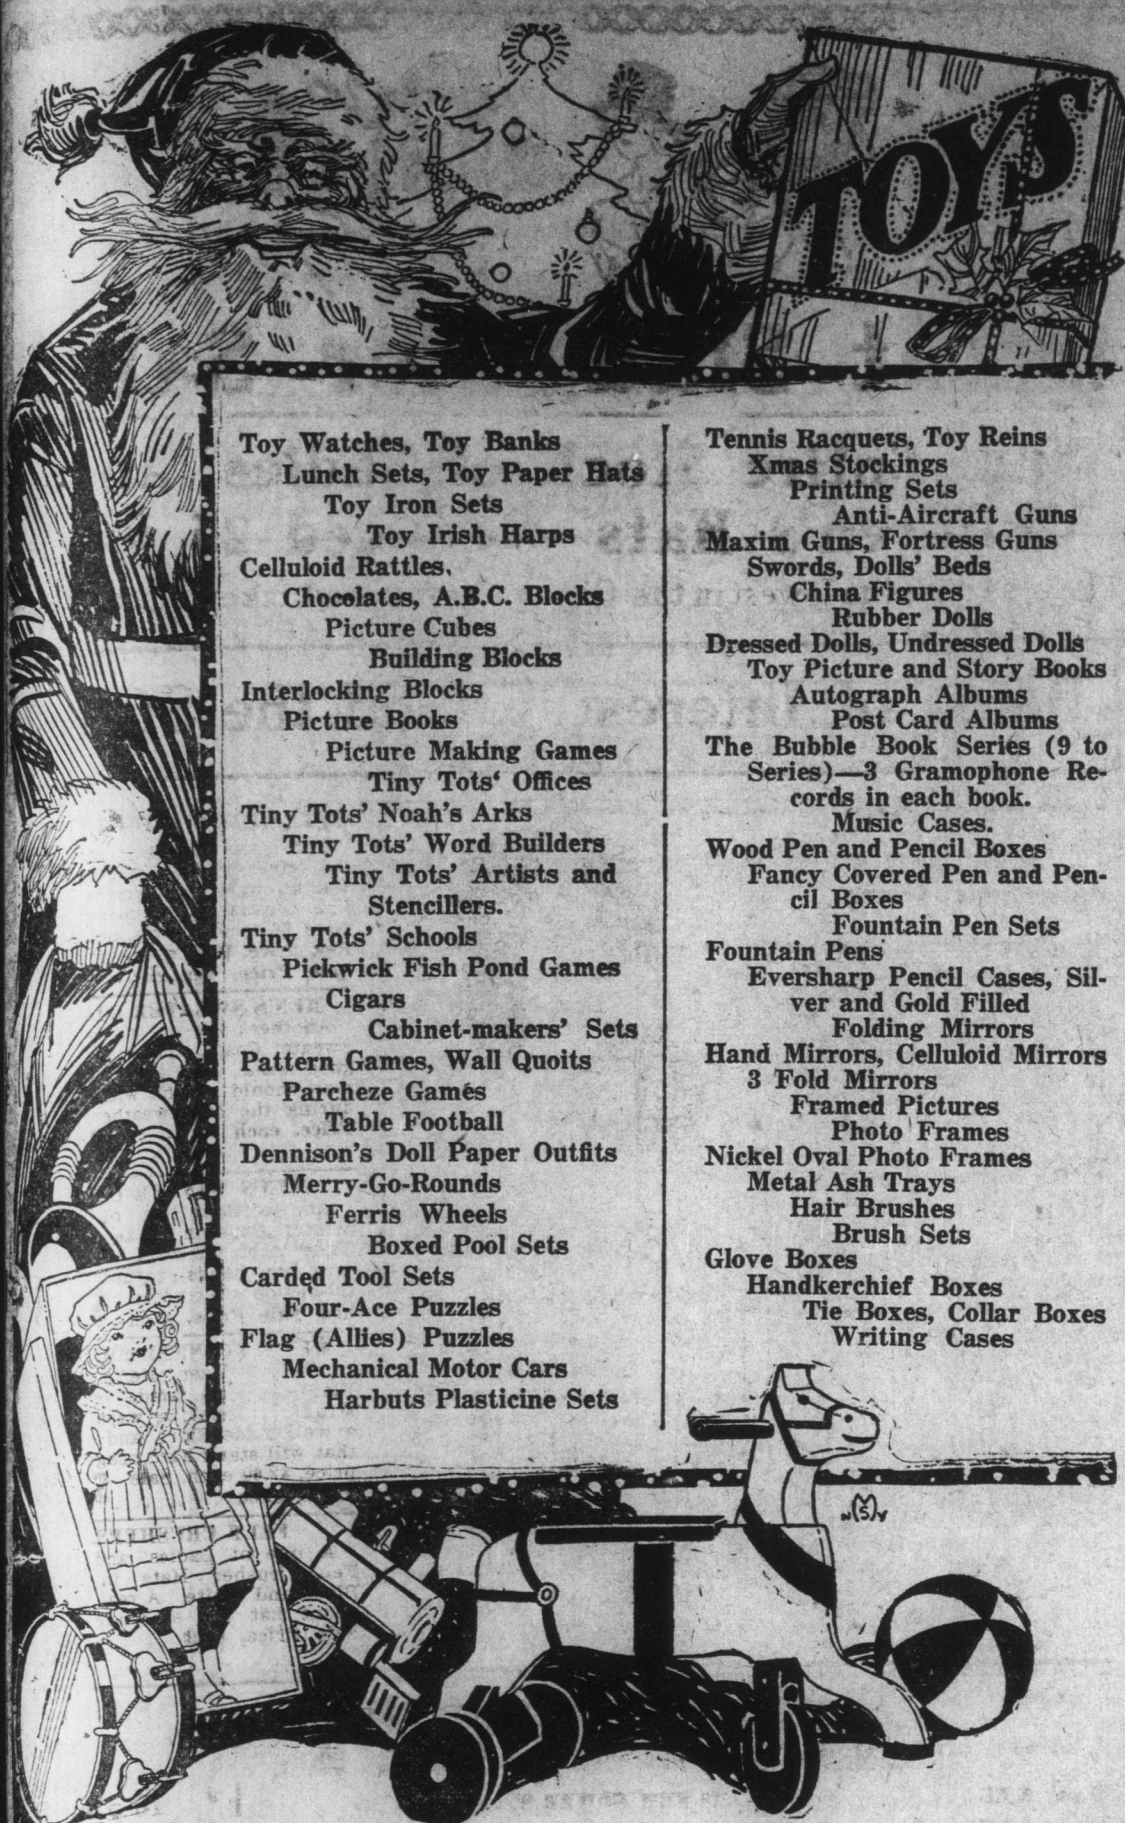 TOYS
Toy Watches, Toy Banks
Lunch Sets, Toy Paper Hats
Toy Iron Sets
Toy Irish Harps
Celluloid Rattles.
Chocolates, A.B.C. Blocks
Picture Cubes
Building Blocks
Interlocking Blocks
Picture Books
Picture Making Games
Tiny Tots‘ Offices
Tiny Tots’ Noah’s Arks
Tiny Tots’ Word Builders
Tiny Tots’ Artists and
Stencillers.
Tiny Tots’ Schools
Pickwick Fish Pond Games
Cigars
Cabinet-makers’ Sets
Pattern Games, Wall Quoits
Parcheze Games
Table Football
Dennison’s Doll Paper Outfits
Merry-Go-Rounds
Ferris Wheels
Boxed Pool Sets
Carded Tool Sets
Four-Ace Puzzles
Flag (Allies) Puzzles
Mechanical Motor Cars
Harbuts Plasticine Sets
Tennis Racquets, Toy Reins
Xmas Stockings
Printing Sets
Anti-Aircraft Guns
Maxim Guns, Fortress Guns
Swords, Dolls’ Beds
China Figures
Rubber Dolls
Dressed Dolls, Undressed Dolls
Toy Picture and Story Books
Autograph Albums
Post Card Albums
The Bubble Book Series (9 to
Series)—3 Gramophone Re-
cords in each book.
Music Cases.
Wood Pen and Pencil Boxes
Fancy Covered Pen and Pen-
cil Boxes
Fountain Pen Sets
Fountain Pens
Eversharp Pencil Cases, Sil-
ver and Gold Filled
Folding Mirrors
Hand Mirrors, Celluloid Mirrors
3 Fold Mirrors
Framed Pictures
Photo Frames
Nickel Oval Photo Frames
Metal Ash Trays
Hair Brushes
Brush Sets
Glove Boxes
Handkerchief Boxes
Tie Boxes, Collar Boxes
Writing Cases